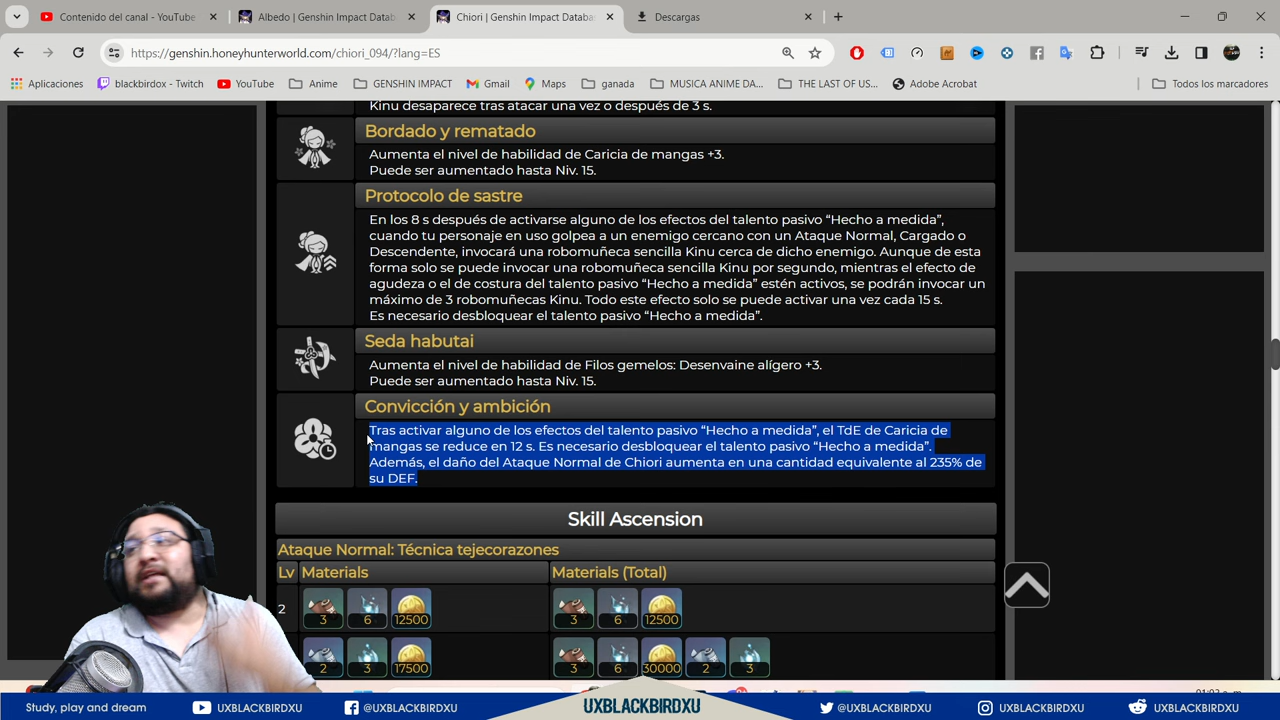 Contenido del canal - YouTube
Albedo | Genshin Impact Datab
Chiori | Genshin Impact Databa
Descargas
https://genshin.honeyhunterworld.com/chiori_094/?lang=ES
Aplicaciones
blackbirdox - Twitch
YouTube
Anime
GENSHIN IMPACT
Gmail
Maps
ganada
MUSICA ANIME DA...
THE LAST OF US...
Adobe Acrobat
Todos los marcadores
Kinu desaparece tras atacar una vez o después de 3 s.
Bordado y rematado
Aumenta el nivel de habilidad de Caricia de mangas +3.
Puede ser aumentado hasta Niv. 15.
Protocolo de sastre
En los 8 s después de activarse alguno de los efectos del talento pasivo “Hecho a medida”,
cuando tu personaje en uso golpea a un enemigo cercano con un Ataque Normal, Cargado o
Descendente, invocará una robomuñeca sencilla Kinu cerca de dicho enemigo. Aunque de esta
forma solo se puede invocar una robomuñeca sencilla Kinu por segundo, mientras el efecto de
agudeza o el de costura del talento pasivo “Hecho a medida” estén activos, se podrán invocar un
máximo de 3 robomuñecas Kinu. Todo este efecto solo se puede activar una vez cada 15 s.
Es necesario desbloquear el talento pasivo “Hecho a medida”.
Seda habutai
Aumenta el nivel de habilidad de Filos gemelos: Desenvaine alígero +3.
Puede ser aumentado hasta Niv. 15.
Convicción y ambición
Tras activar alguno de los efectos del talento pasivo “Hecho a medida”, el TdE de Caricia de
mangas se reduce en 12 s. Es necesario desbloquear el talento pasivo “Hecho a medida”.
Además, el daño del Ataque Normal de Chiori aumenta en una cantidad equivalente al 235% de
su DEF.
Skill Ascension
Ataque Normal: Técnica tejecorazones
Lv Materials Materials (Total)
2 3 6 12500 3 6 12500
2 3 17500 3 6 30000 2 3
Study, play and dream
UXBLACKBIRDXU
@UXBLACKBIRDXU
UXBLACKBIRDXU
@UXBLACKBIRDXU
UXBLACKBIRDXU
UXBLACKBIRDXU